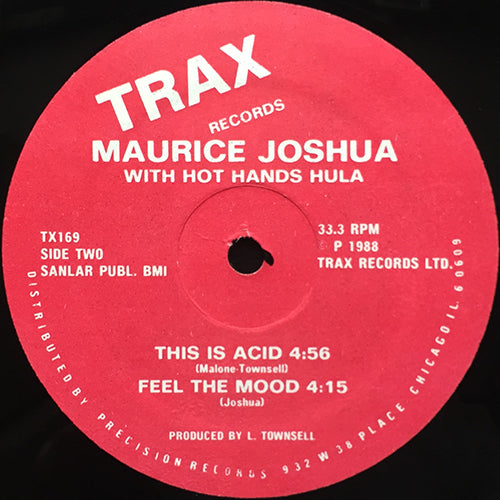 TRAX
RECORDS
MAURICE JOSHUA
WITH HOT HANDS HULA
TX169
SIDE TWO
SANLAR PUBL. BMI
33.3 RPM
℗ P 1988
TRAX RECORDS LTD.
THIS IS ACID 4:56
(Malone-Townsell)
FEEL THE MOOD 4:15
(Joshua)
PRODUCED BY L. TOWNSELL
DISTRIBUTED BY PRECISION RECORDS 932 W 38 PLACE CHICAGO IL. 60609